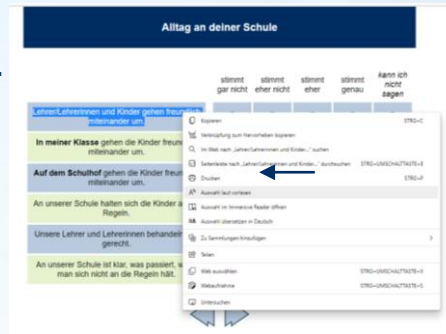 Alltag an deiner Schule
stimmt gar nicht
stimmt eher nicht
stimmt eher
stimmt genau
kann ich nicht sagen
Lehrer/Lehrerinnen und Kinder gehen freundlich
miteinander um.
In meiner Klasse gehen die Kinder freun
miteinander um.
Auf dem Schulhof gehen die Kinder freun
miteinander um.
An unserer Schule halten sich die Kinder a
Regeln.
Unsere Lehrer und Lehrerinnen behandel
gerecht.
An unserer Schule ist klar, was passiert, w
man sich nicht an die Regeln hält.
Kopieren STRG+C
Verknüpfung zum Hervorheben kopieren
Im Web nach „Lehrer/Lehrerinnen und Kinder...“ suchen
Seitenleiste nach „Lehrer/Lehrerinnen und Kinder...“ durchsuchen STRG+UMSCHALTTASTE+E
Drucken STRG+P
Auswahl laut vorlesen
Auswahl im Immersive Reader öffnen
Auswahl übersetzen in Deutsch
Zu Sammlungen hinzufügen
Teilen
Web auswählen STRG+UMSCHALTTASTE+X
Webaufnahme STRG+UMSCHALTTASTE+S
Untersuchen